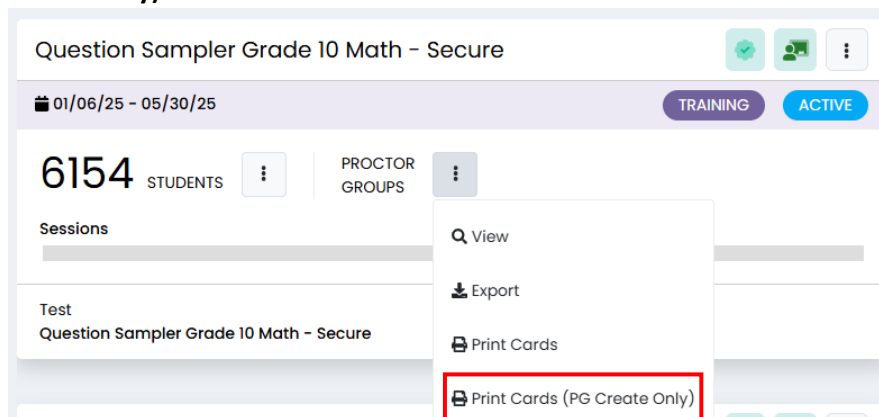 Question Sampler Grade 10 Math - Secure
01/06/25 - 05/30/25
TRAINING
ACTIVE
6154 STUDENTS
PROCTOR
GROUPS
Sessions
View
Export
Test
Question Sampler Grade 10 Math - Secure
Print Cards
Print Cards (PG Create Only)